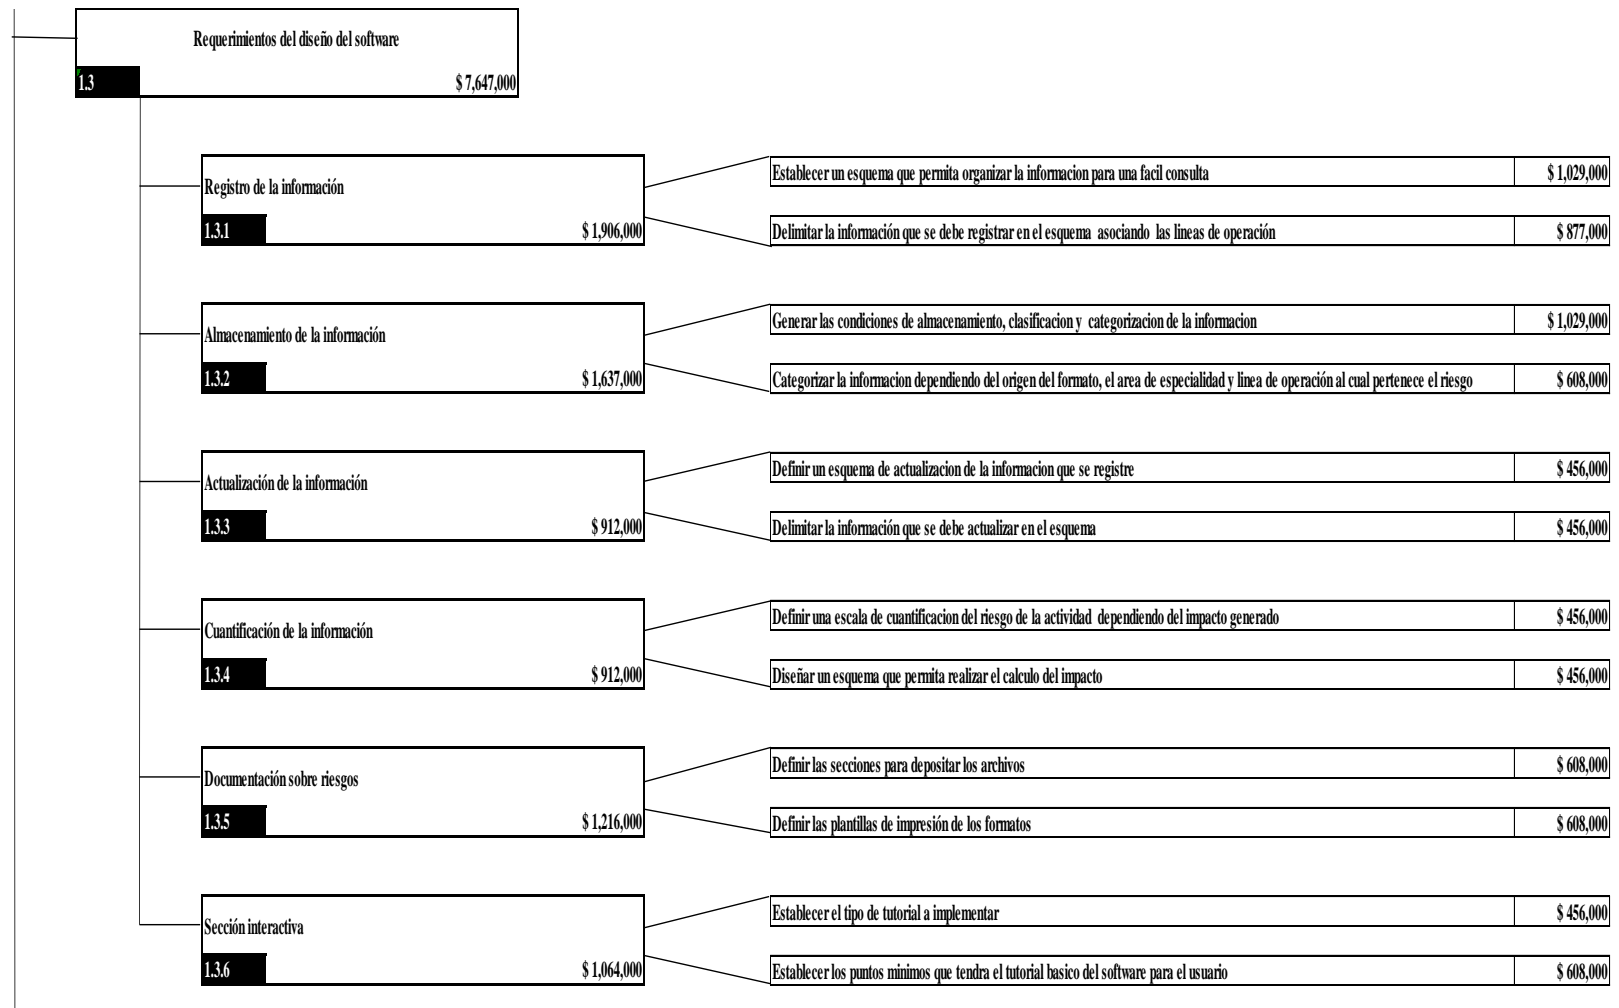 Requerimientos del diseño del software
1.3 $ 7,647,000
Registro de la información
1.3.1 $ 1,906,000
Establecer un esquema que permita organizar la informacion para una facil consulta $ 1,029,000
Delimitar la información que se debe registrar en el esquema asociando las lineas de operación $ 877,000
Almacenamiento de la información
1.3.2 $ 1,637,000
Generar las condiciones de almacenamiento, clasificacion y categorizacion de la informacion $ 1,029,000
Categorizar la informacion dependiendo del origen del formato, el area de especialidad y linea de operación al cual pertenece el riesgo $ 608,000
Actualización de la información
1.3.3 $ 912,000
Definir un esquema de actualizacion de la informacion que se registre $ 456,000
Delimitar la información que se debe actualizar en el esquema $ 456,000
Cuantificación de la información
1.3.4 $ 912,000
Definir una escala de cuantificacion del riesgo de la actividad dependiendo del impacto generado $ 456,000
Diseñar un esquema que permita realizar el calculo del impacto $ 456,000
Documentación sobre riesgos
1.3.5 $ 1,216,000
Definir las secciones para depositar los archivos $ 608,000
Definir las plantillas de impresión de los formatos $ 608,000
Sección interactiva
1.3.6 $ 1,064,000
Establecer el tipo de tutorial a implementar $ 456,000
Establecer los puntos minimos que tendra el tutorial basico del software para el usuario $ 608,000